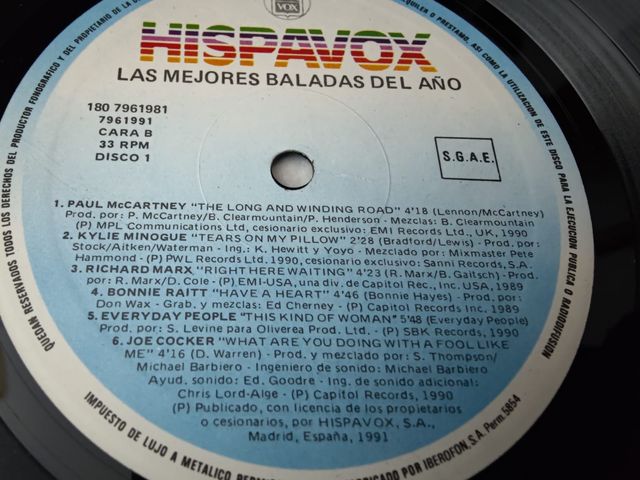 VOX
HISPAVOX
LAS MEJORES BALADAS DEL AÑO
180 7961981
7961991
CARA B
33 RPM
DISCO 1
S.G.A.E.
1. PAUL McCARTNEY "THE LONG AND WINDING ROAD" 4'18 (Lennon/McCartney)
Prod. por: P. McCartney/B. Clearmountain/P. Henderson - Mezclas: B. Clearmountain
(P) MPL Communications Ltd, cesionario exclusivo: EMI Records Ltd., UK, 1990
2. KYLIE MINOGUE "TEARS ON MY PILLOW" 2'28 (Bradford/Lewis) - Prod. por:
Stock/Aitken/Waterman - Ing.: K. Hewitt y Yoyo - Mezclado por: Mixmaster Pete
Hammond - (P) PWL Records Ltd. 1990, cesionario exclusivo: Sanni Records, S.A.
3. RICHARD MARX "RIGHT HERE WAITING" 4'23 (R. Marx/B. Gaitsch) - Prod.
por: R. Marx/D. Cole - (P) EMI-USA, una div. de Capitol Rec., Inc. USA, 1989
4. BONNIE RAITT "HAVE A HEART" 4'46 (Bonnie Hayes) - Prod. por:
Don Wax - Grab. y mezclas: Ed Cherney - (P) Capitol Records Inc. 1989
5. EVERYDAY PEOPLE "THIS KIND OF WOMAN" 5'48 (Everyday People)
Prod. por: S. Levine para Oliverea Prod. Ltd. - (P) SBK Records, 1990
6. JOE COCKER "WHAT ARE YOU DOING WITH A FOOL LIKE
ME" 4'16 (D. Warren) - Prod. y mezclado por: S. Thompson/
Michael Barbiero - Ingeniero de sonido: Michael Barbiero
Ayud. sonido: Ed. Goodre - Ing. de sonido adicional:
Chris Lord-Alge - (P) Capitol Records, 1990
(P) Publicado, con licencia de los propietarios
o cesionarios, por HISPAVOX, S.A.,
Madrid, España, 1991
QUEDAN RESERVADOS TODOS LOS DERECHOS DEL PRODUCTOR FONOGRAFICO Y DEL PROPIETARIO DE LA
ALQUILER O PRESTAMO, ASI COMO LA UTILIZACION DE ESTE DISCO PARA LA EJECUCION PUBLICA O RADIODIFUSION
IMPUESTO DE LUJO A METALICO
FABRICADO POR IBEROFON, S.A. Perm. 5854